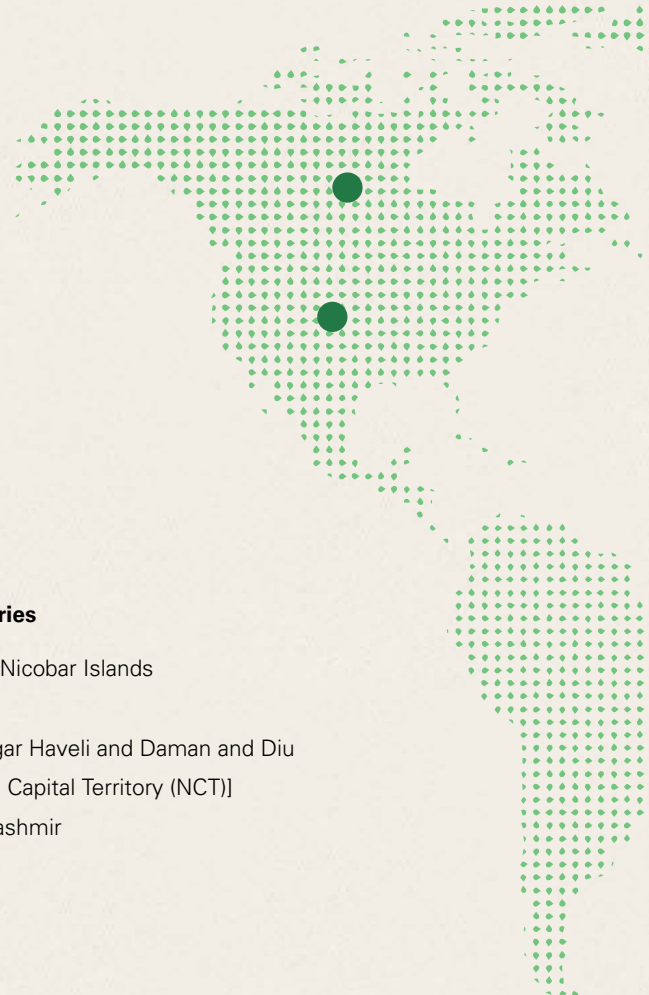 ries
Nicobar Islands
gar Haveli and Daman and Diu
Capital Territory (NCT)]
ashmir